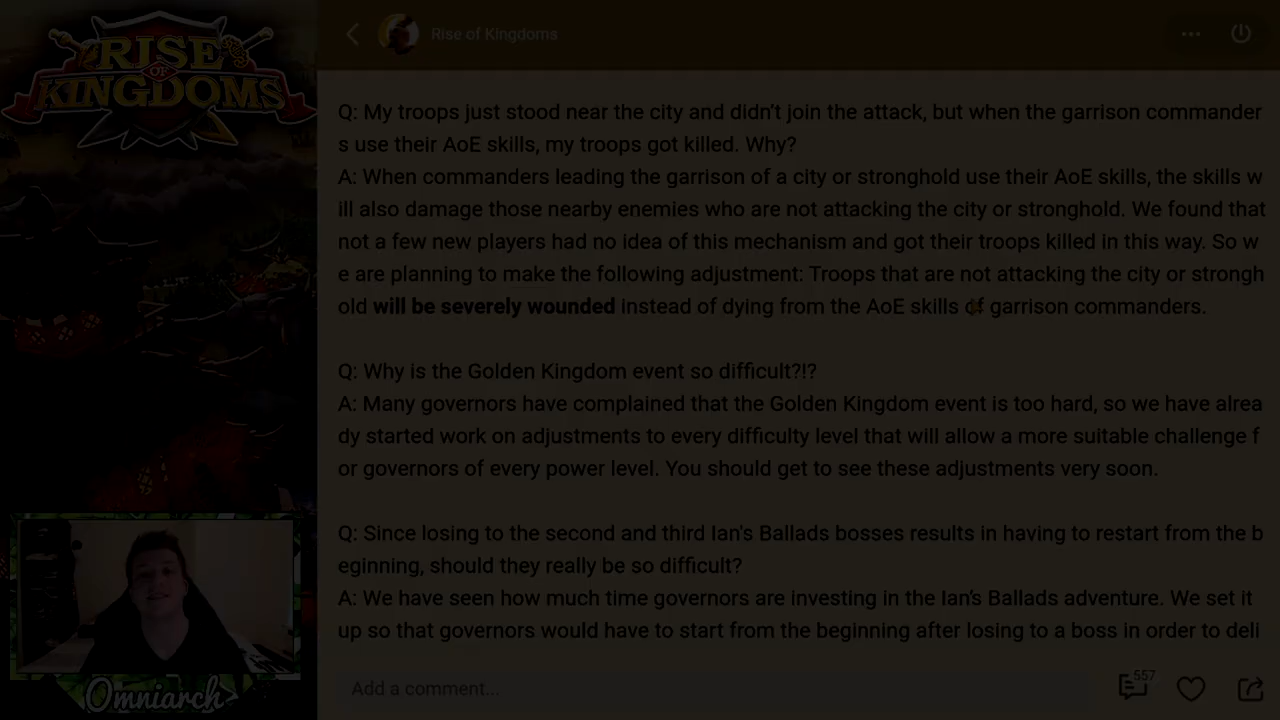 RISE
OF
KINGDOMS
Rise of Kingdoms
Q: My troops just stood near the city and didn't join the attack, but when the garrison commander
s use their AoE skills, my troops got killed. Why?
A: When commanders leading the garrison of a city or stronghold use their AoE skills, the skills w
ill also damage those nearby enemies who are not attacking the city or stronghold. We found that
not a few new players had no idea of this mechanism and got their troops killed in this way. So w
e are planning to make the following adjustment: Troops that are not attacking the city or strongh
old will be severely wounded instead of dying from the AoE skills of garrison commanders.
Q: Why is the Golden Kingdom event so difficult?!?
A: Many governors have complained that the Golden Kingdom event is too hard, so we have alrea
dy started work on adjustments to every difficulty level that will allow a more suitable challenge f
or governors of every power level. You should get to see these adjustments very soon.
Q: Since losing to the second and third Ian's Ballads bosses results in having to restart from the b
eginning, should they really be so difficult?
A: We have seen how much time governors are investing in the Ian's Ballads adventure. We set it
up so that governors would have to start from the beginning after losing to a boss in order to deli
Add a comment...
557
Omniarch